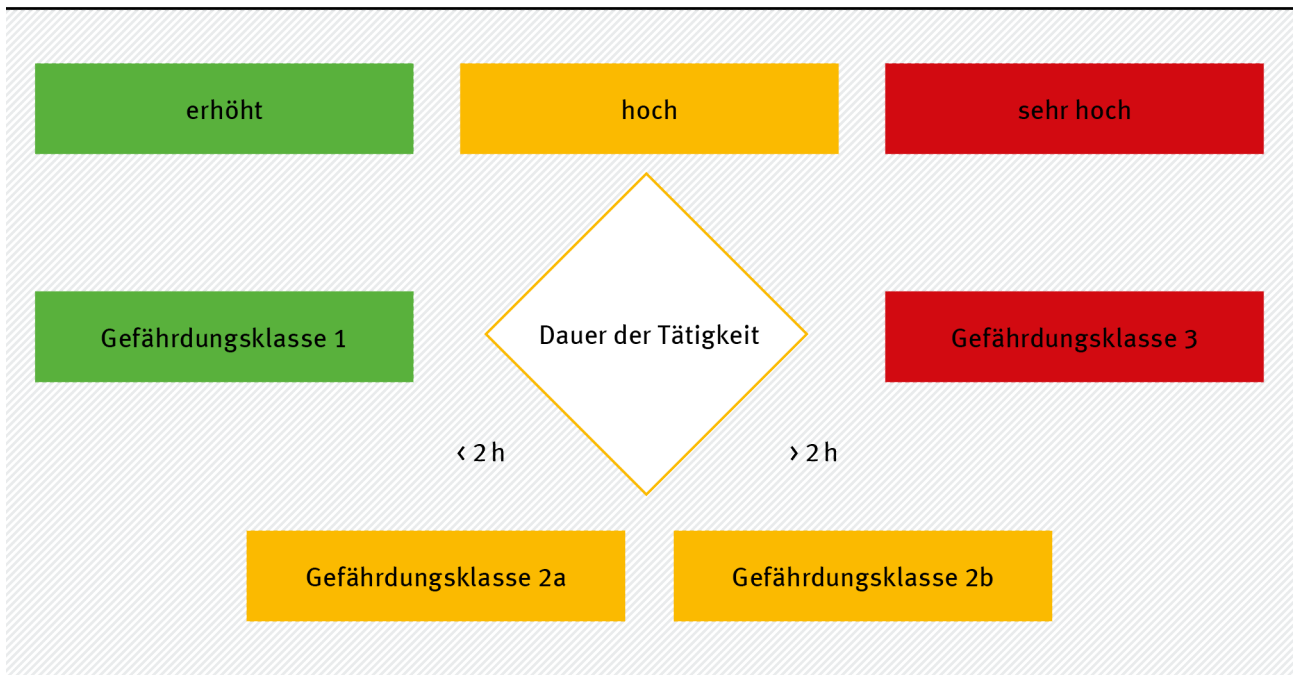 erhöht
hoch
sehr hoch
Gefährdungsklasse 1
Dauer der Tätigkeit
Gefährdungsklasse 3
< 2 h
> 2 h
Gefährdungsklasse 2a
Gefährdungsklasse 2b